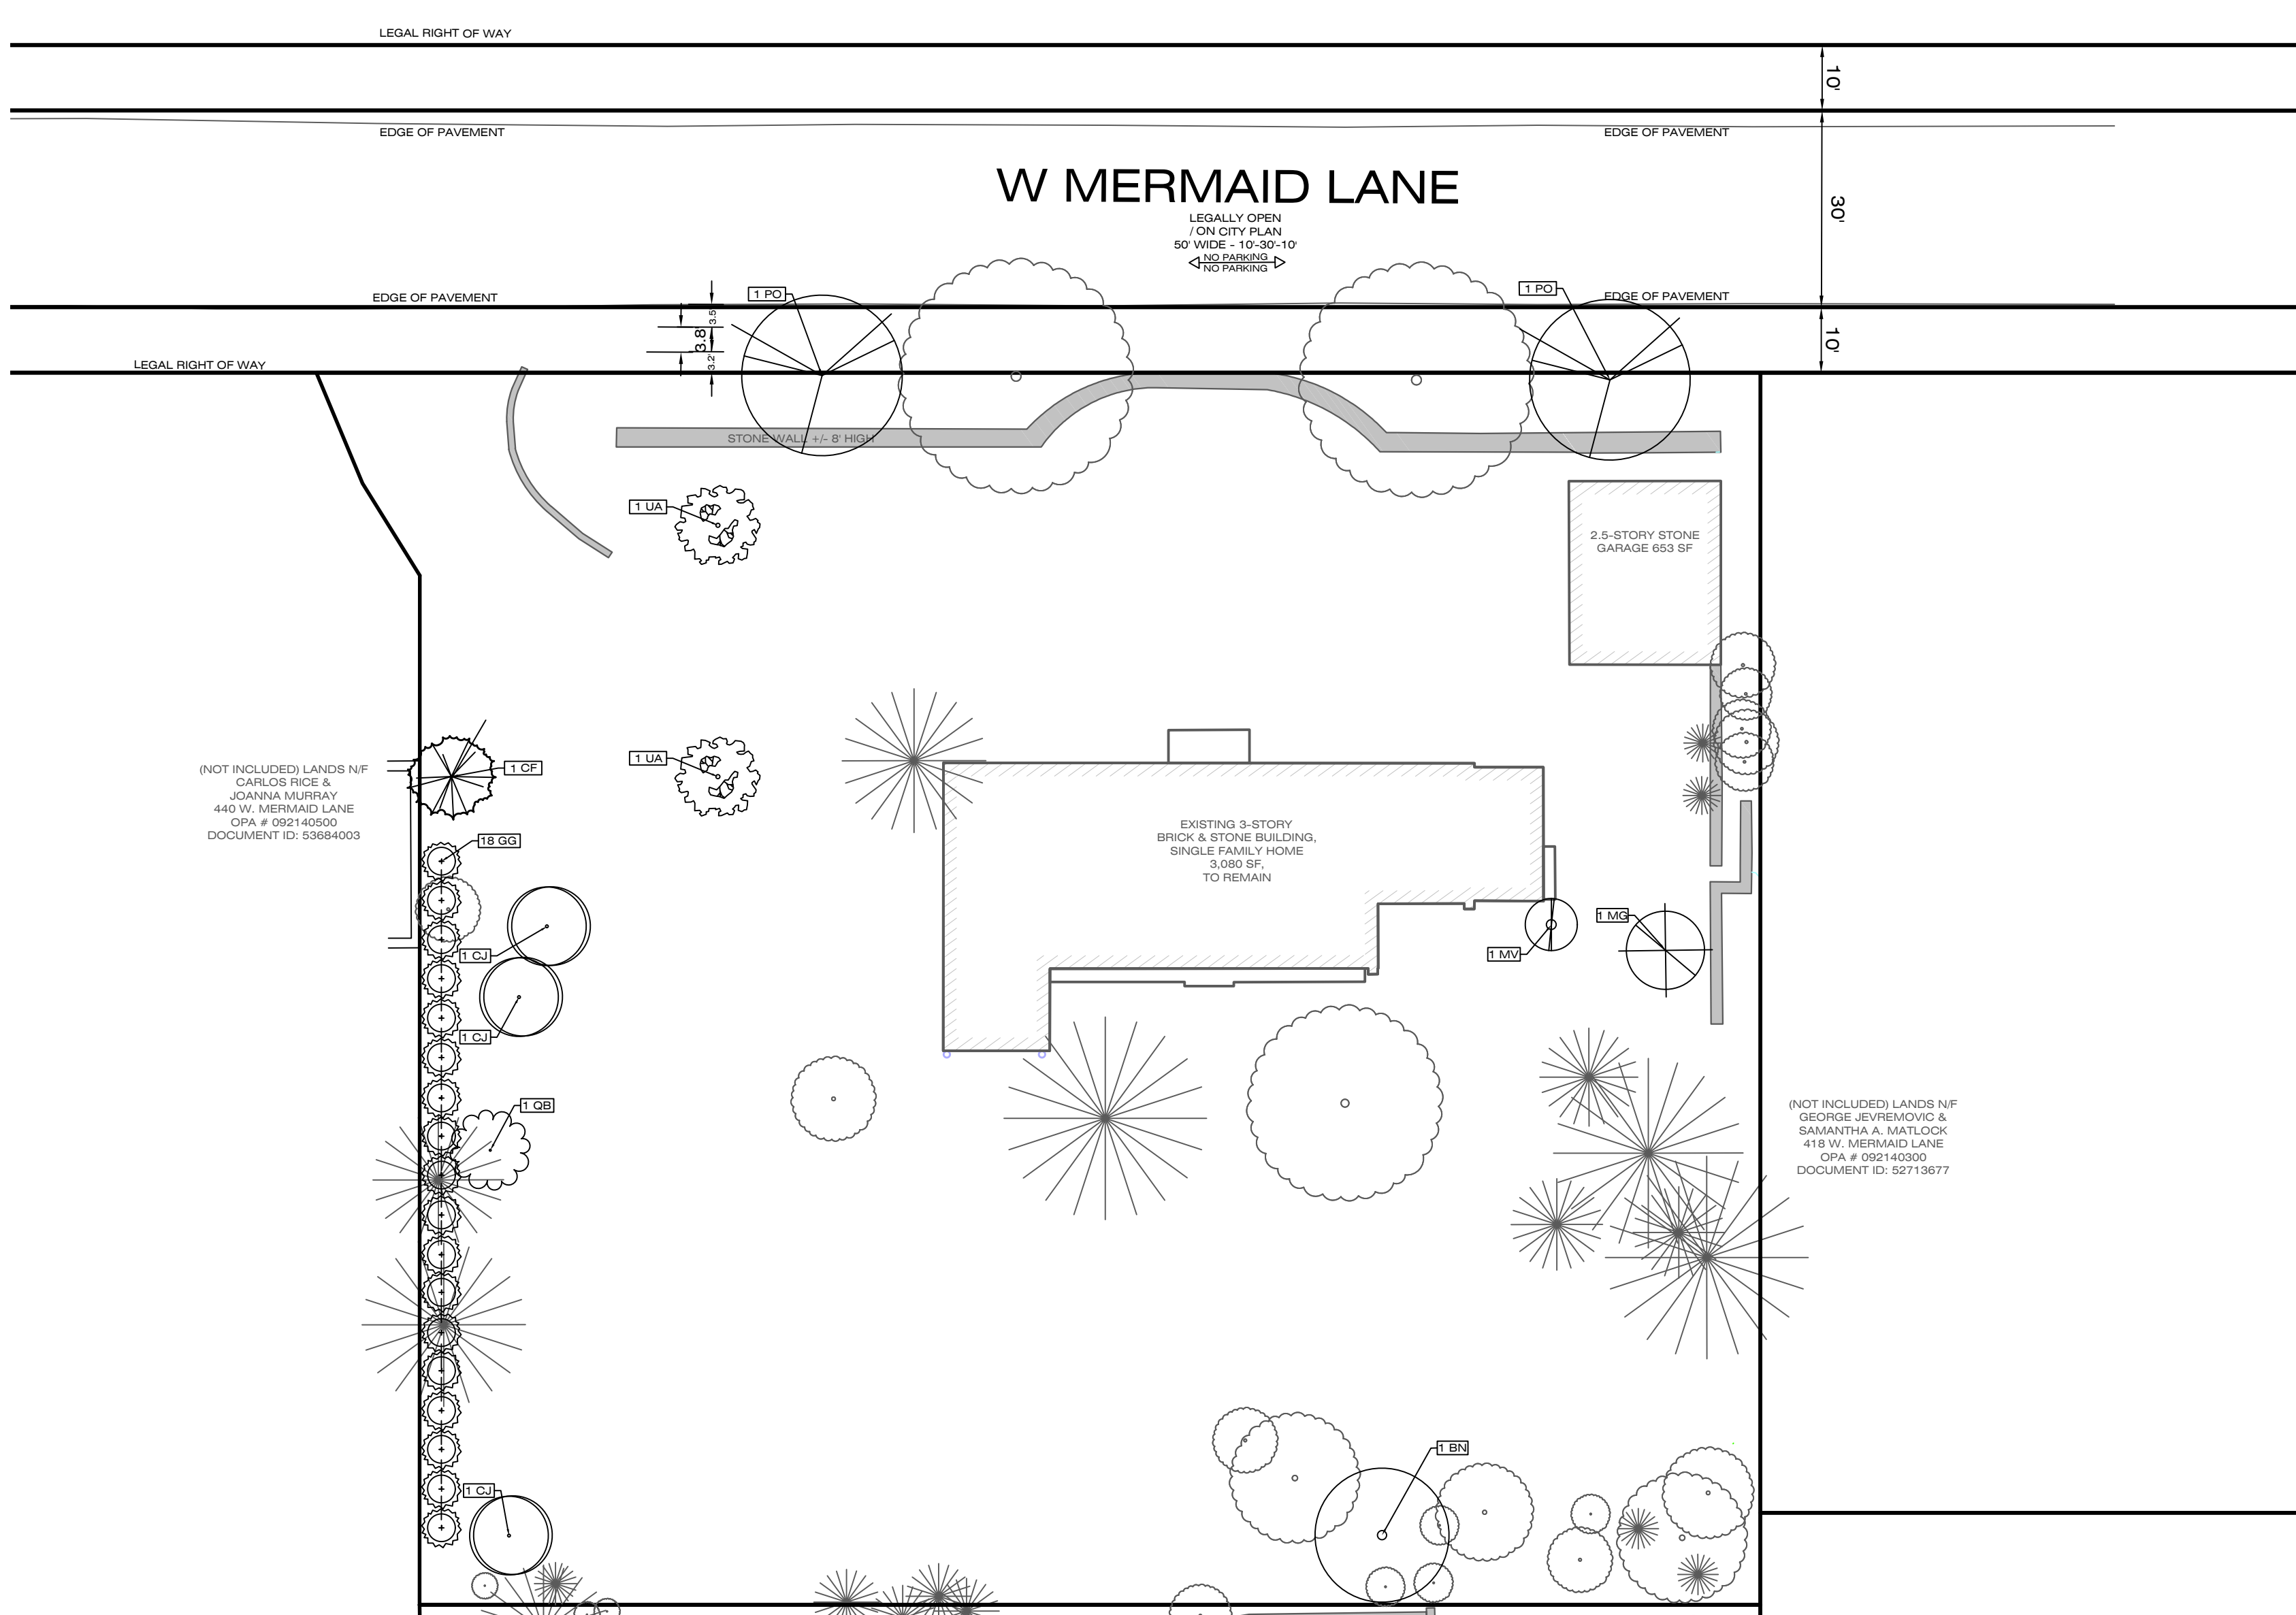 LEGAL RIGHT OF WAY
10'
EDGE OF PAVEMENT
EDGE OF PAVEMENT
W MERMAID LANE
30'
LEGALLY OPEN
/ ON CITY PLAN
50' WIDE - 10'-30'-10'
NO PARKING
NO PARKING
1 PO
1 PO
EDGE OF PAVEMENT
EDGE OF PAVEMENT
3.5'
3.8'
3.2'
10'
LEGAL RIGHT OF WAY
STONE WALL +/- 8' HIGH
1 UA
2.5-STORY STONE
GARAGE 653 SF
1 UA
1 CF
(NOT INCLUDED) LANDS N/F
CARLOS RICE &
JOANNA MURRAY
440 W. MERMAID LANE
OPA # 092140500
DOCUMENT ID: 53684003
18 GG
EXISTING 3-STORY
BRICK & STONE BUILDING,
SINGLE FAMILY HOME
3,080 SF,
TO REMAIN
1 MG
1 MV
1 CJ
1 CJ
1 QB
(NOT INCLUDED) LANDS N/F
GEORGE JEVREMOVIC &
SAMANTHA A. MATLOCK
418 W. MERMAID LANE
OPA # 092140300
DOCUMENT ID: 52713677
1 BN
1 CJ